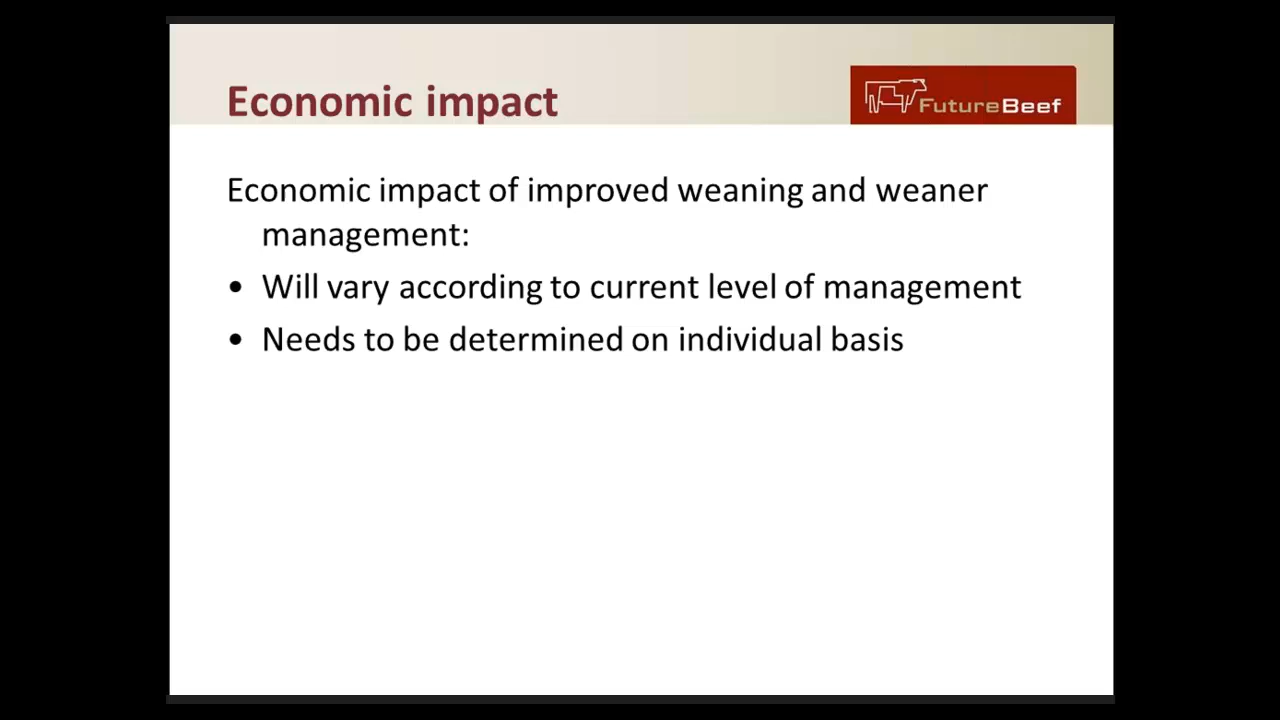 Economic impact
FutureBeef
Economic impact of improved weaning and weaner
management:
• Will vary according to current level of management
• Needs to be determined on individual basis